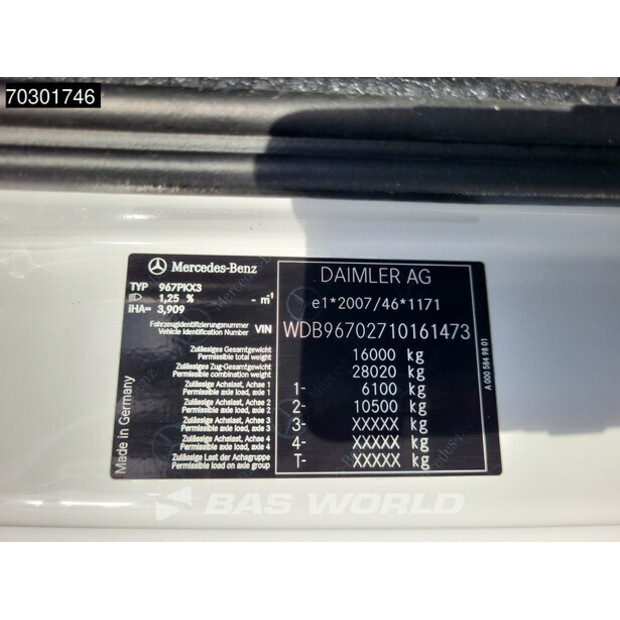 70301746
Mercedes-Benz
TYP 967PKX3
1,25 % - m¹
iHA= 3,909
Fahrzeugidentifizierungsnummer
Vehicle Identification Number VIN
Zulässiges Gesamtgewicht
Permissible total weight
Zulässiges Zug-Gesamtgewicht
Permissible combination weight
Zulässige Achslast, Achse 1
Permissible axle load, axle 1
Zulässige Achslast, Achse 2
Permissible axle load, axle 2
Zulässige Achslast, Achse 3
Permissible axle load, axle 3
Zulässige Achslast, Achse 4
Permissible axle load, axle 4
Zulässige Last der Achsgruppe
Permissible load on axle group
Made in Germany
DAIMLER AG
e1*2007/46*1171
WDB96702710161473
16000 kg
28020 kg
1- 6100 kg
2- 10500 kg
3- XXXXX kg
4- XXXXX kg
T- XXXXX kg
A 000 584 98 01
BAS WORLD